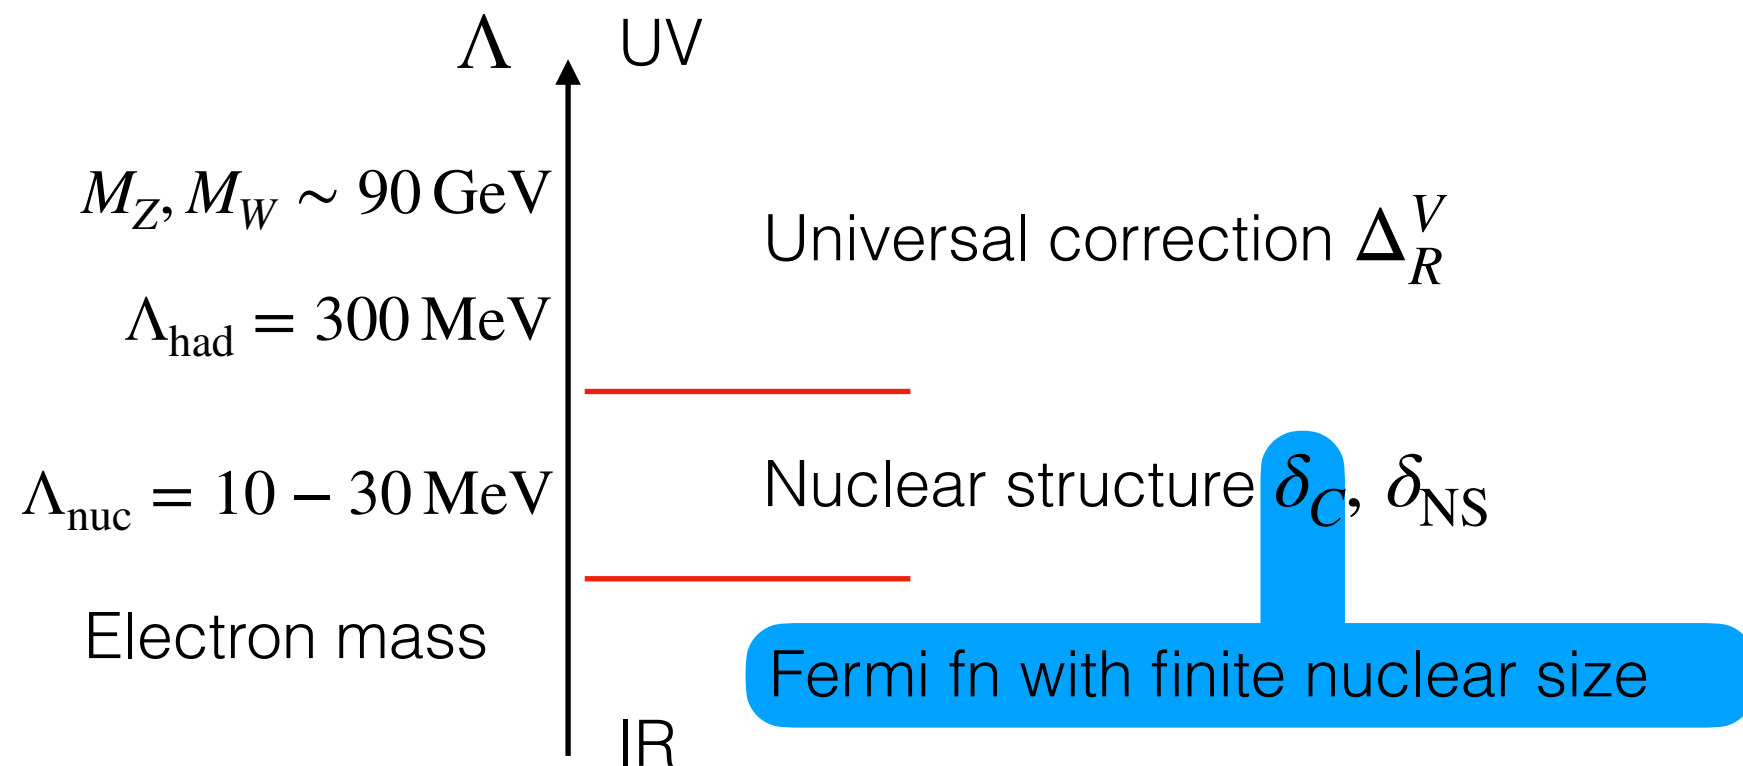 Λ UV
M_Z, M_W ∼ 90 GeV
Universal correction Δ_R^V
Λ_had = 300 MeV
Λ_nuc = 10 − 30 MeV
Nuclear structure δ_C, δ_NS
Electron mass
Fermi fn with finite nuclear size
IR